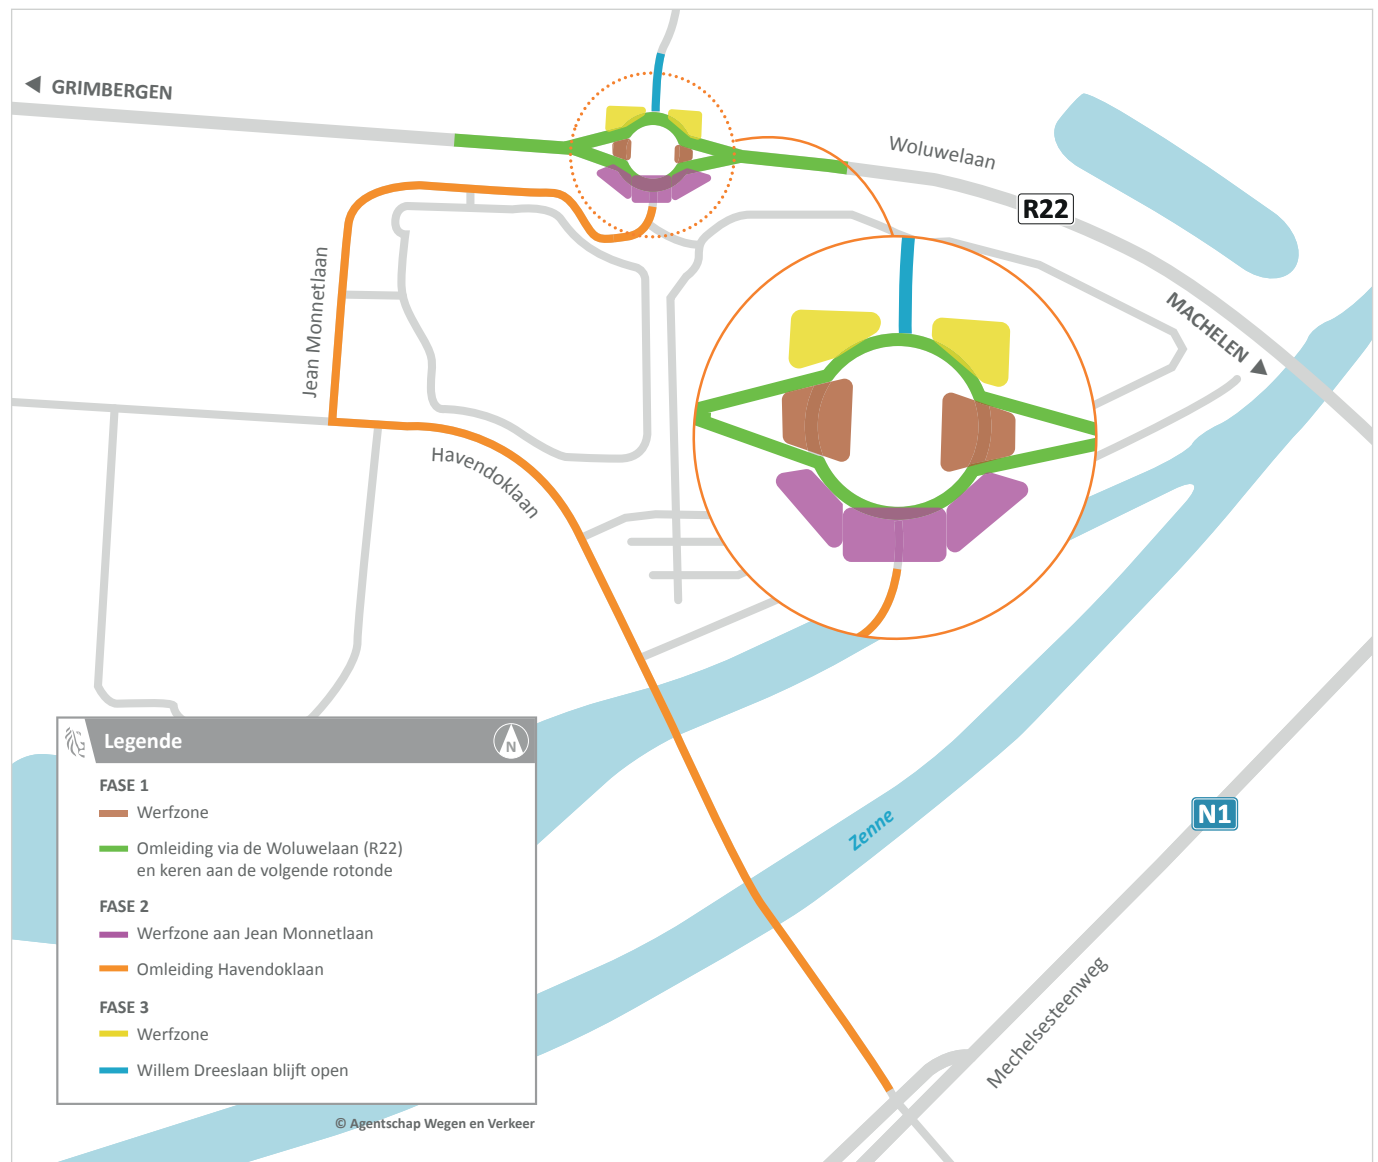 GRIMBERGEN
Woluwelaan
R22
MACHELEN
Jean Monnetlaan
Havendoklaan
Zenne
N1
Mechelsesteenweg
Legende
N
FASE 1
Werfzone
Omleiding via de Woluwelaan (R22)
en keren aan de volgende rotonde
FASE 2
Werfzone aan Jean Monnetlaan
Omleiding Havendoklaan
FASE 3
Werfzone
Willem Dreeslaan blijft open
© Agentschap Wegen en Verkeer